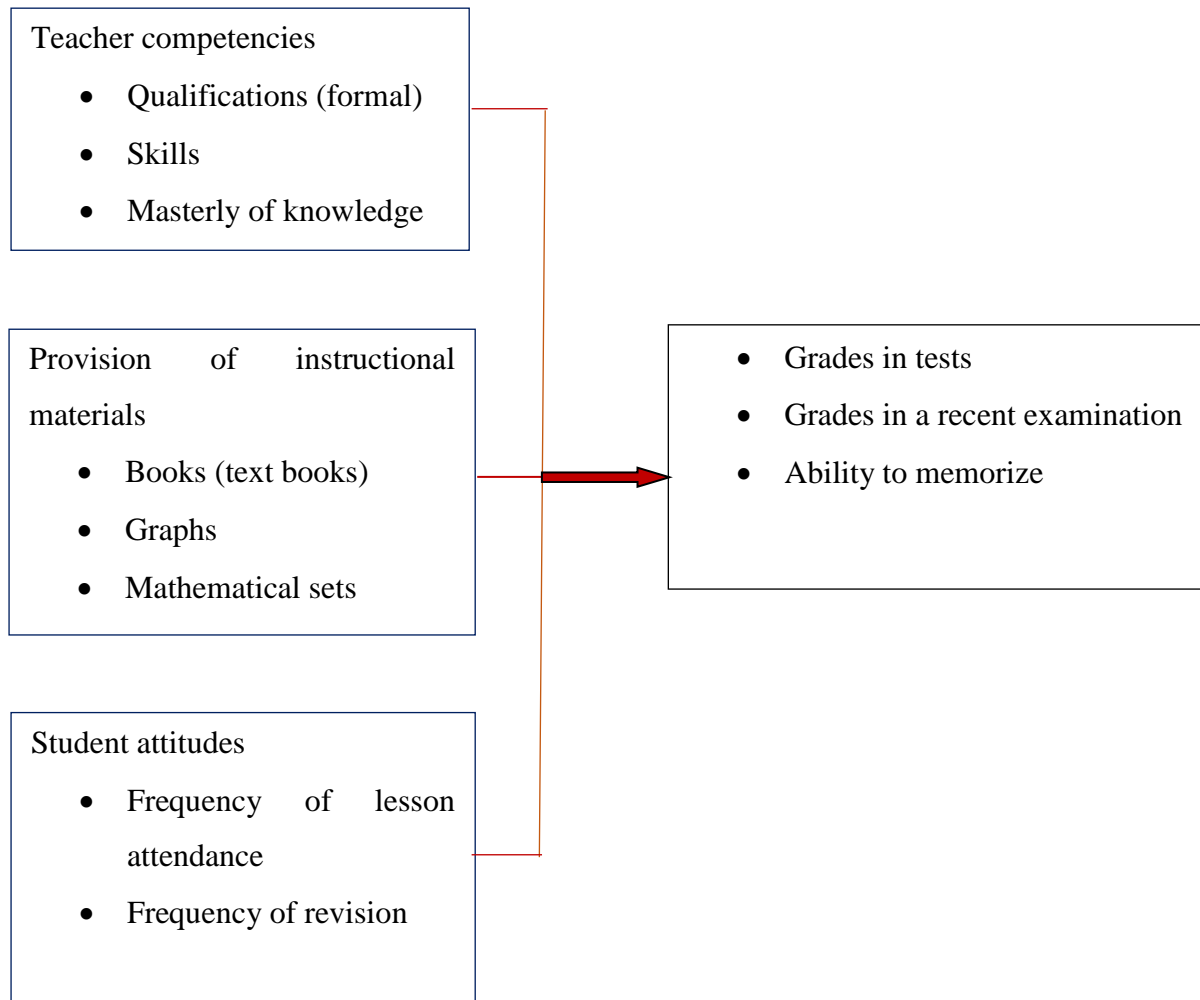 Teacher competencies
• Qualifications (formal)
• Skills
• Masterly of knowledge
Provision of instructional
materials
• Books (text books)
• Graphs
• Mathematical sets
Student attitudes
• Frequency of lesson
attendance
• Frequency of revision
• Grades in tests
• Grades in a recent examination
• Ability to memorize